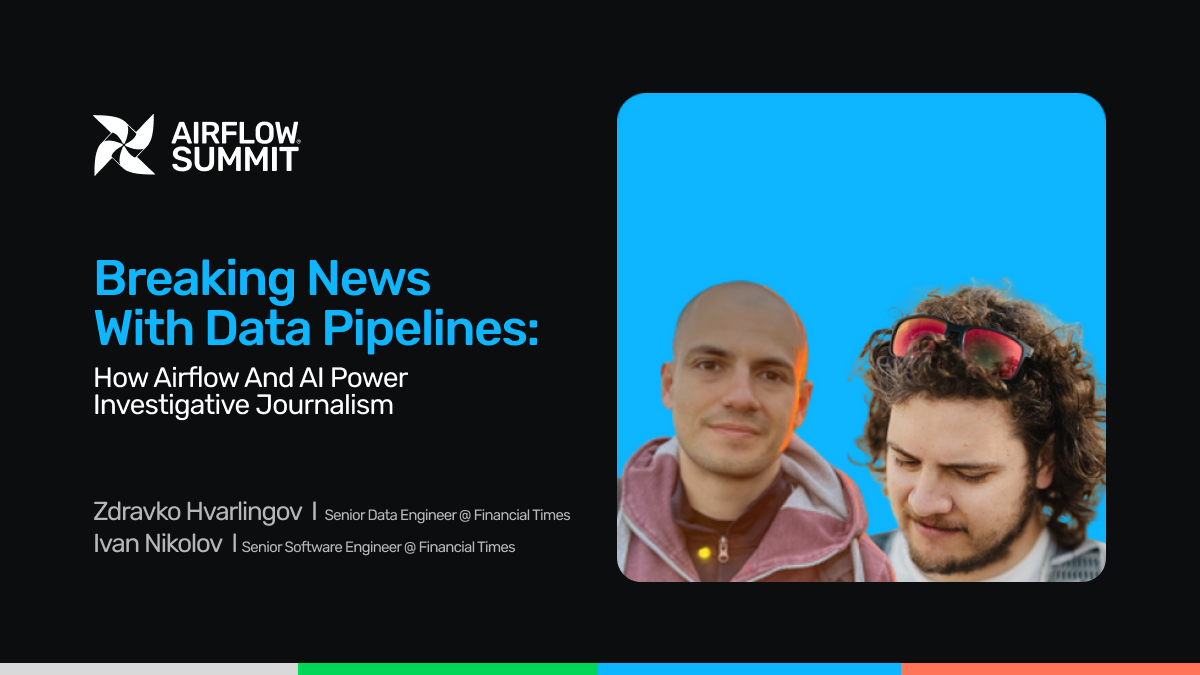 AIRFLOW
SUMMIT
Breaking News
With Data Pipelines:
How Airflow And AI Power
Investigative Journalism
Zdravko Hvarlingov | Senior Data Engineer @ Financial Times
Ivan Nikolov | Senior Software Engineer @ Financial Times